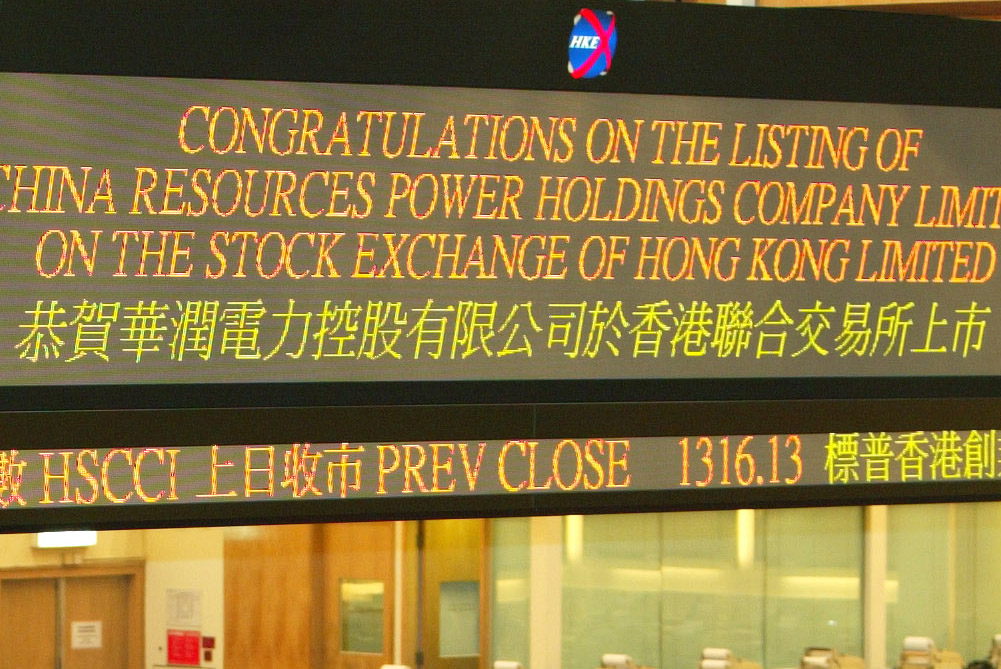 HKEX
CONGRATULATIONS ON THE LISTING OF
CHINA RESOURCES POWER HOLDINGS COMPANY LIMIT
ON THE STOCK EXCHANGE OF HONG KONG LIMITED
恭賀華潤電力控股有限公司於香港聯合交易所上市
數 HSCCI 上日收市 PREV CLOSE 1316.13 標普香港創